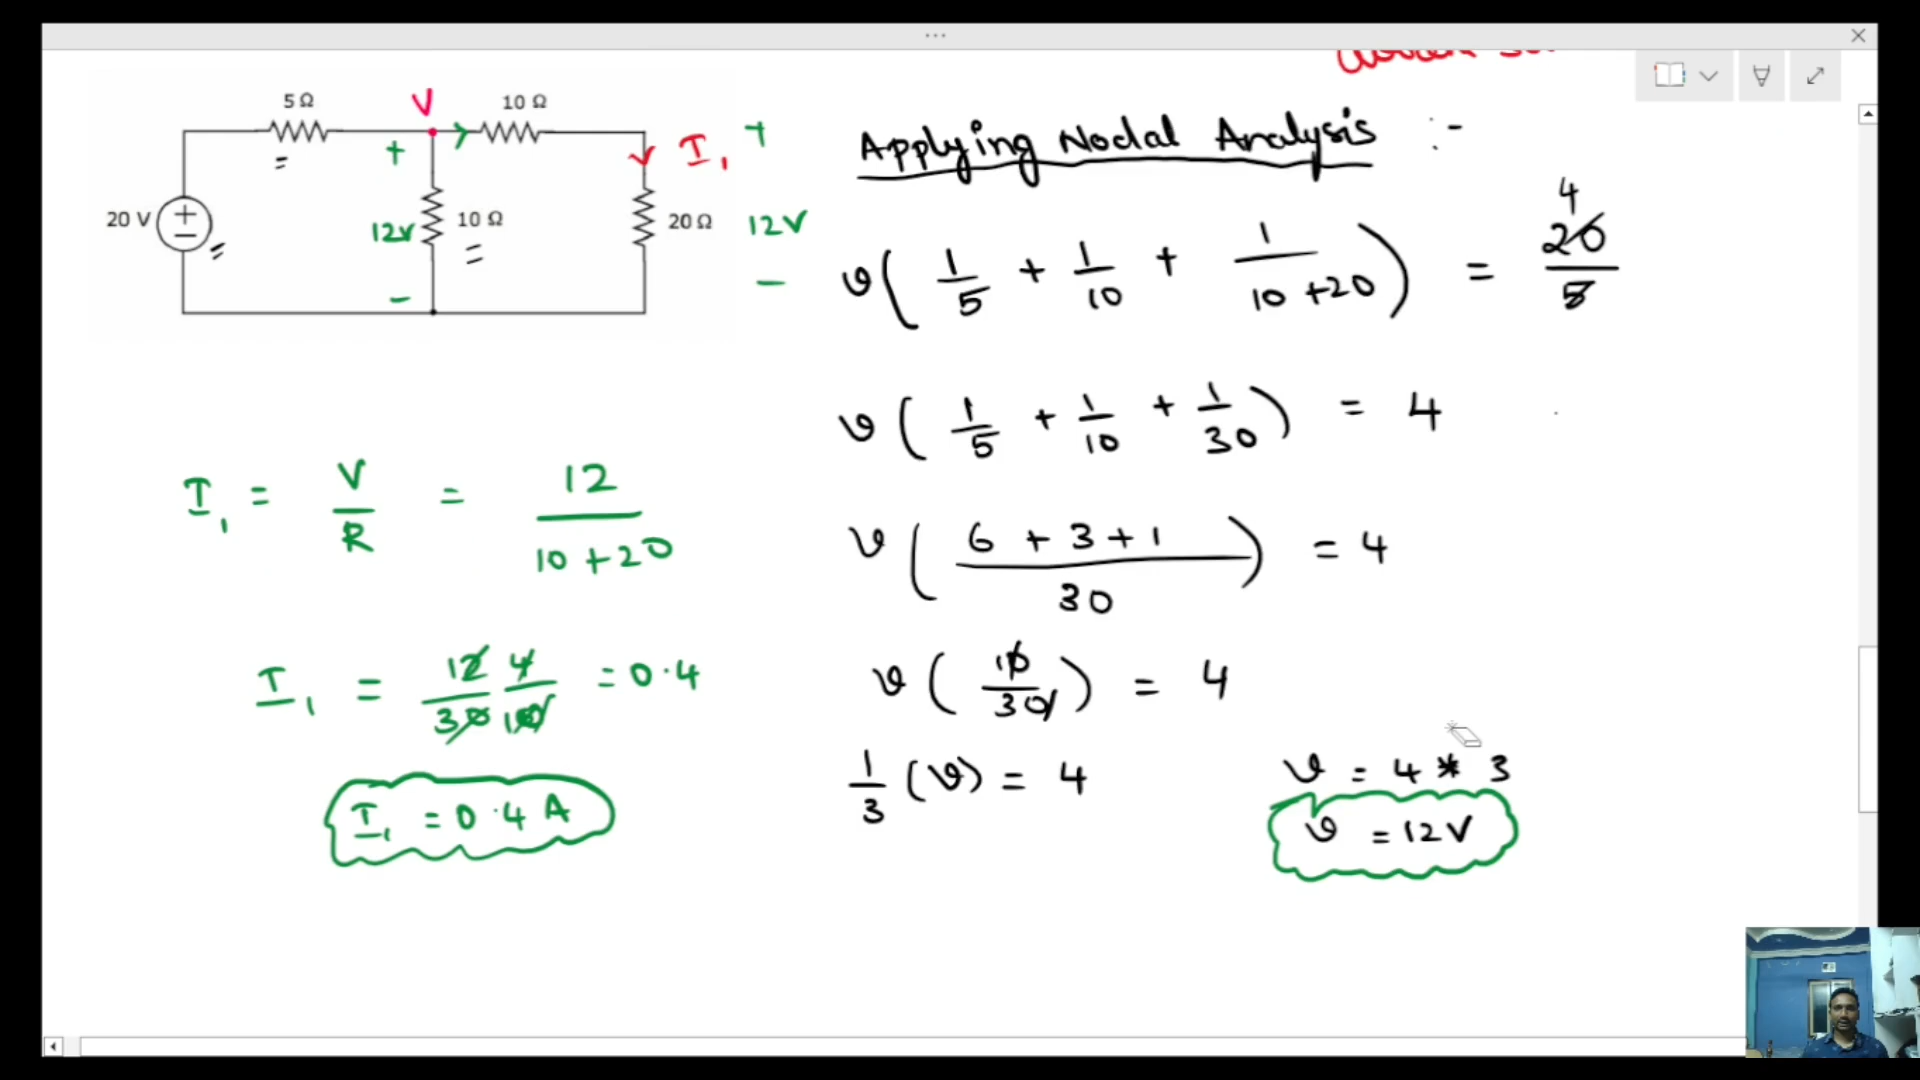 5 Ω
V
10 Ω
I₁
+
+
=
20 V
+
−
=
12V
10 Ω
=
20 Ω
12V
−
−
Applying Nodal Analysis :-
v( 1/5 + 1/10 + 1/(10+20) ) = 20/5 4
v( 1/5 + 1/10 + 1/30 ) = 4
v( (6 + 3 + 1)/30 ) = 4
v( 10/30 ) = 4
1/3 (v) = 4
v = 4 * 3
v = 12V
I₁ = V/R = 12/(10+20)
I₁ = 12/30 4/10 = 0.4
I₁ = 0.4 A